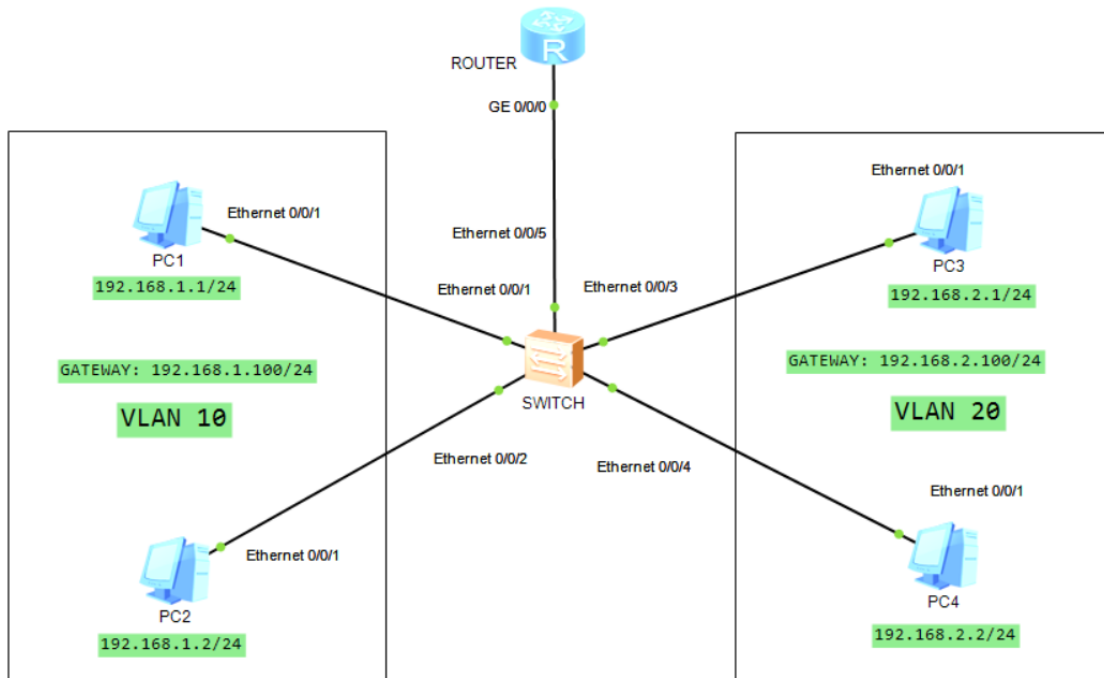 ROUTER
GE 0/0/0
Ethernet 0/0/1
Ethernet 0/0/1
Ethernet 0/0/5
PC1
PC3
192.168.1.1/24
Ethernet 0/0/1
Ethernet 0/0/3
192.168.2.1/24
GATEWAY: 192.168.1.100/24
GATEWAY: 192.168.2.100/24
SWITCH
VLAN 10
VLAN 20
Ethernet 0/0/2
Ethernet 0/0/4
Ethernet 0/0/1
Ethernet 0/0/1
PC2
PC4
192.168.1.2/24
192.168.2.2/24
R